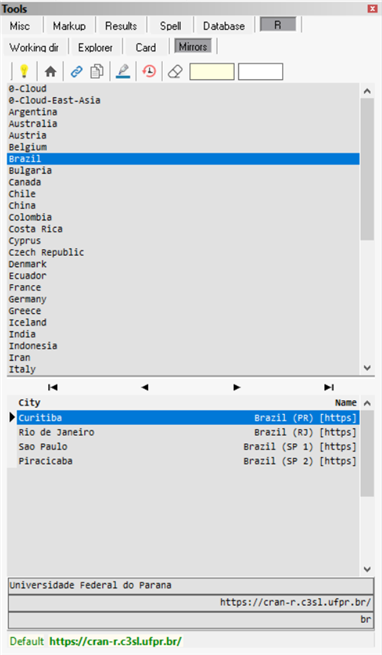 Tools
Misc Markup Results Spell Database R
Working dir Explorer Card Mirrors
0-Cloud
0-Cloud-East-Asia
Argentina
Australia
Austria
Belgium
Brazil
Bulgaria
Canada
Chile
China
Colombia
Costa Rica
Cyprus
Czech Republic
Denmark
Ecuador
France
Germany
Greece
Iceland
India
Indonesia
Iran
Italy
City Name
Curitiba Brazil (PR) [https]
Rio de Janeiro Brazil (RJ) [https]
Sao Paulo Brazil (SP 1) [https]
Piracicaba Brazil (SP 2) [https]
Universidade Federal do Parana
https://cran-r.c3sl.ufpr.br/
br
Default https://cran-r.c3sl.ufpr.br/